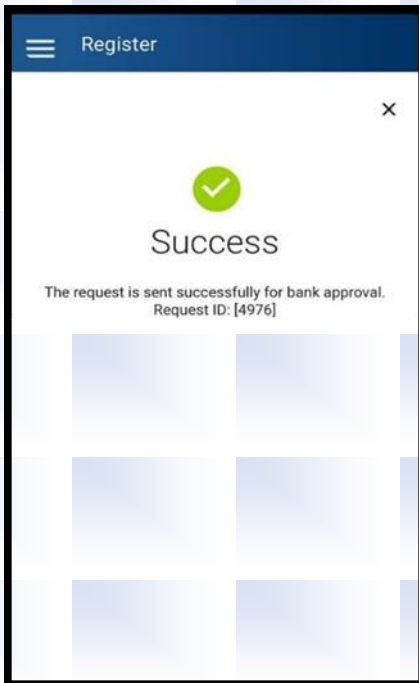 Register
Success
The request is sent successfully for bank approval.
Request ID: [4976]